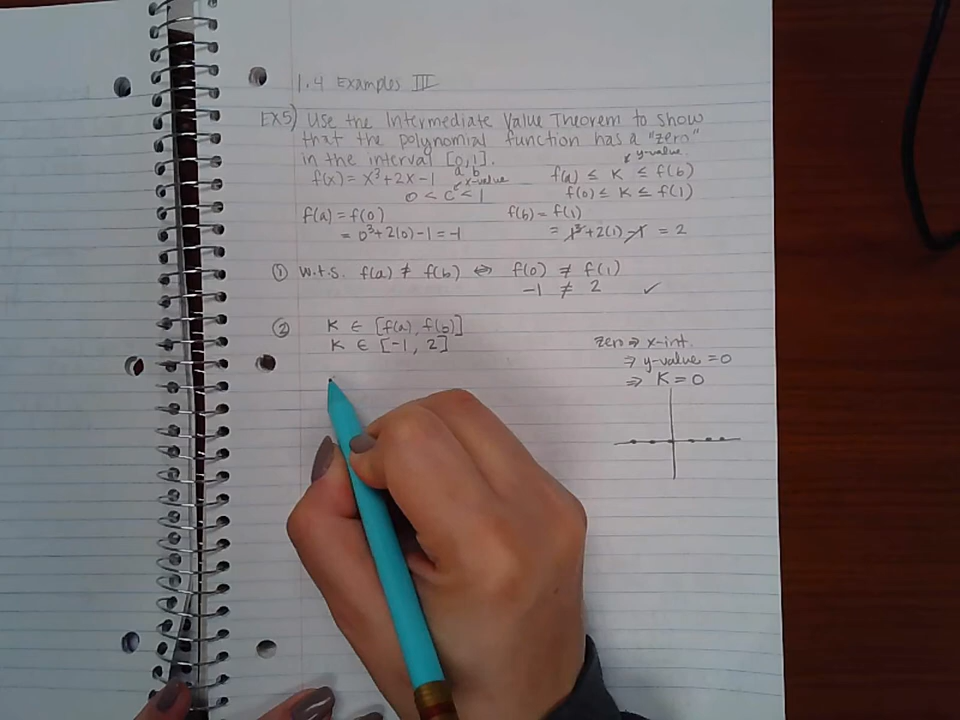 1.4 Examples III
EX5) Use the Intermediate Value Theorem to show
that the polynomial function has a "zero"
in the interval [0,1].
a b
y-value
f(x) = x³+2x-1
x-value
0 < c < 1
f(a) ≤ K ≤ f(b)
f(0) ≤ K ≤ f(1)
f(a) = f(0)
= 0³+2(0)-1 = -1
f(b) = f(1)
= 1³+2(1)-1 = 2
① W.T.S. f(a) ≠ f(b) ⇔ f(0) ≠ f(1)
-1 ≠ 2 ✓
② K ∈ [f(a), f(b)]
K ∈ [-1, 2]
zero ⇒ x-int.
⇒ y-value = 0
⇒ K = 0